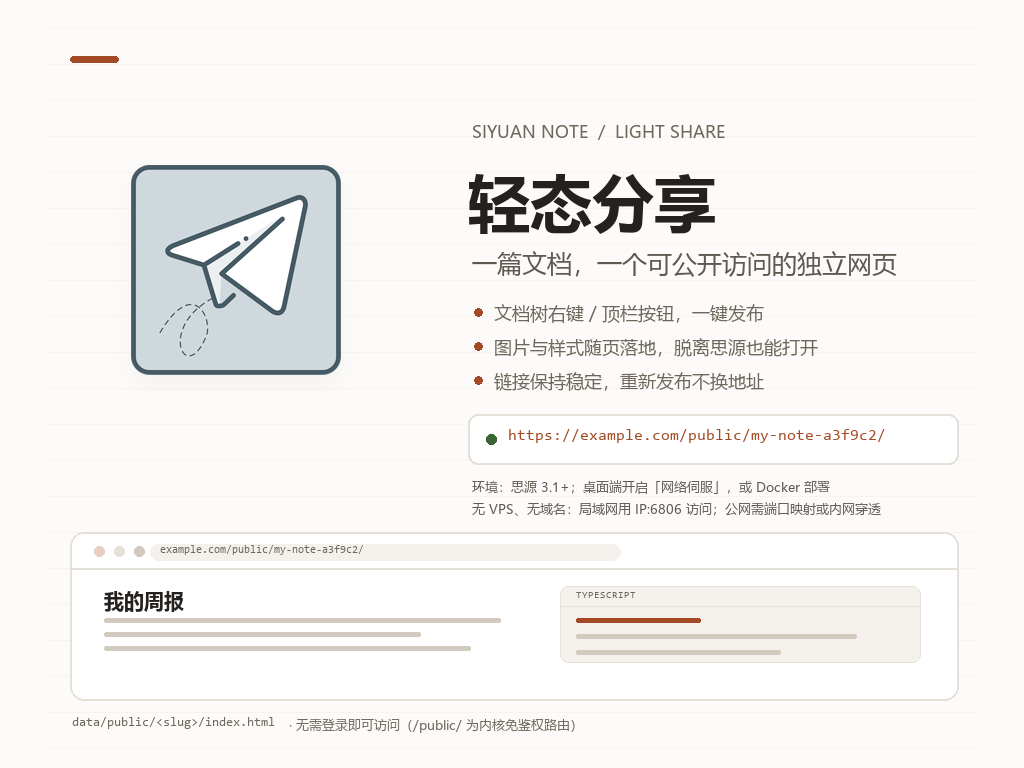 SIYUAN NOTE / LIGHT SHARE
轻态分享
一篇文档，一个可公开访问的独立网页
文档树右键 / 顶栏按钮，一键发布
图片与样式随页落地，脱离思源也能打开
链接保持稳定，重新发布不换地址
https://example.com/public/my-note-a3f9c2/
环境：思源 3.1+；桌面端开启「网络伺服」，或 Docker 部署
无 VPS、无域名：局域网用 IP:6806 访问；公网需端口映射或内网穿透
example.com/public/my-note-a3f9c2/
我的周报
TYPESCRIPT
data/public/<slug>/index.html · 无需登录即可访问（/public/ 为内核免鉴权路由）